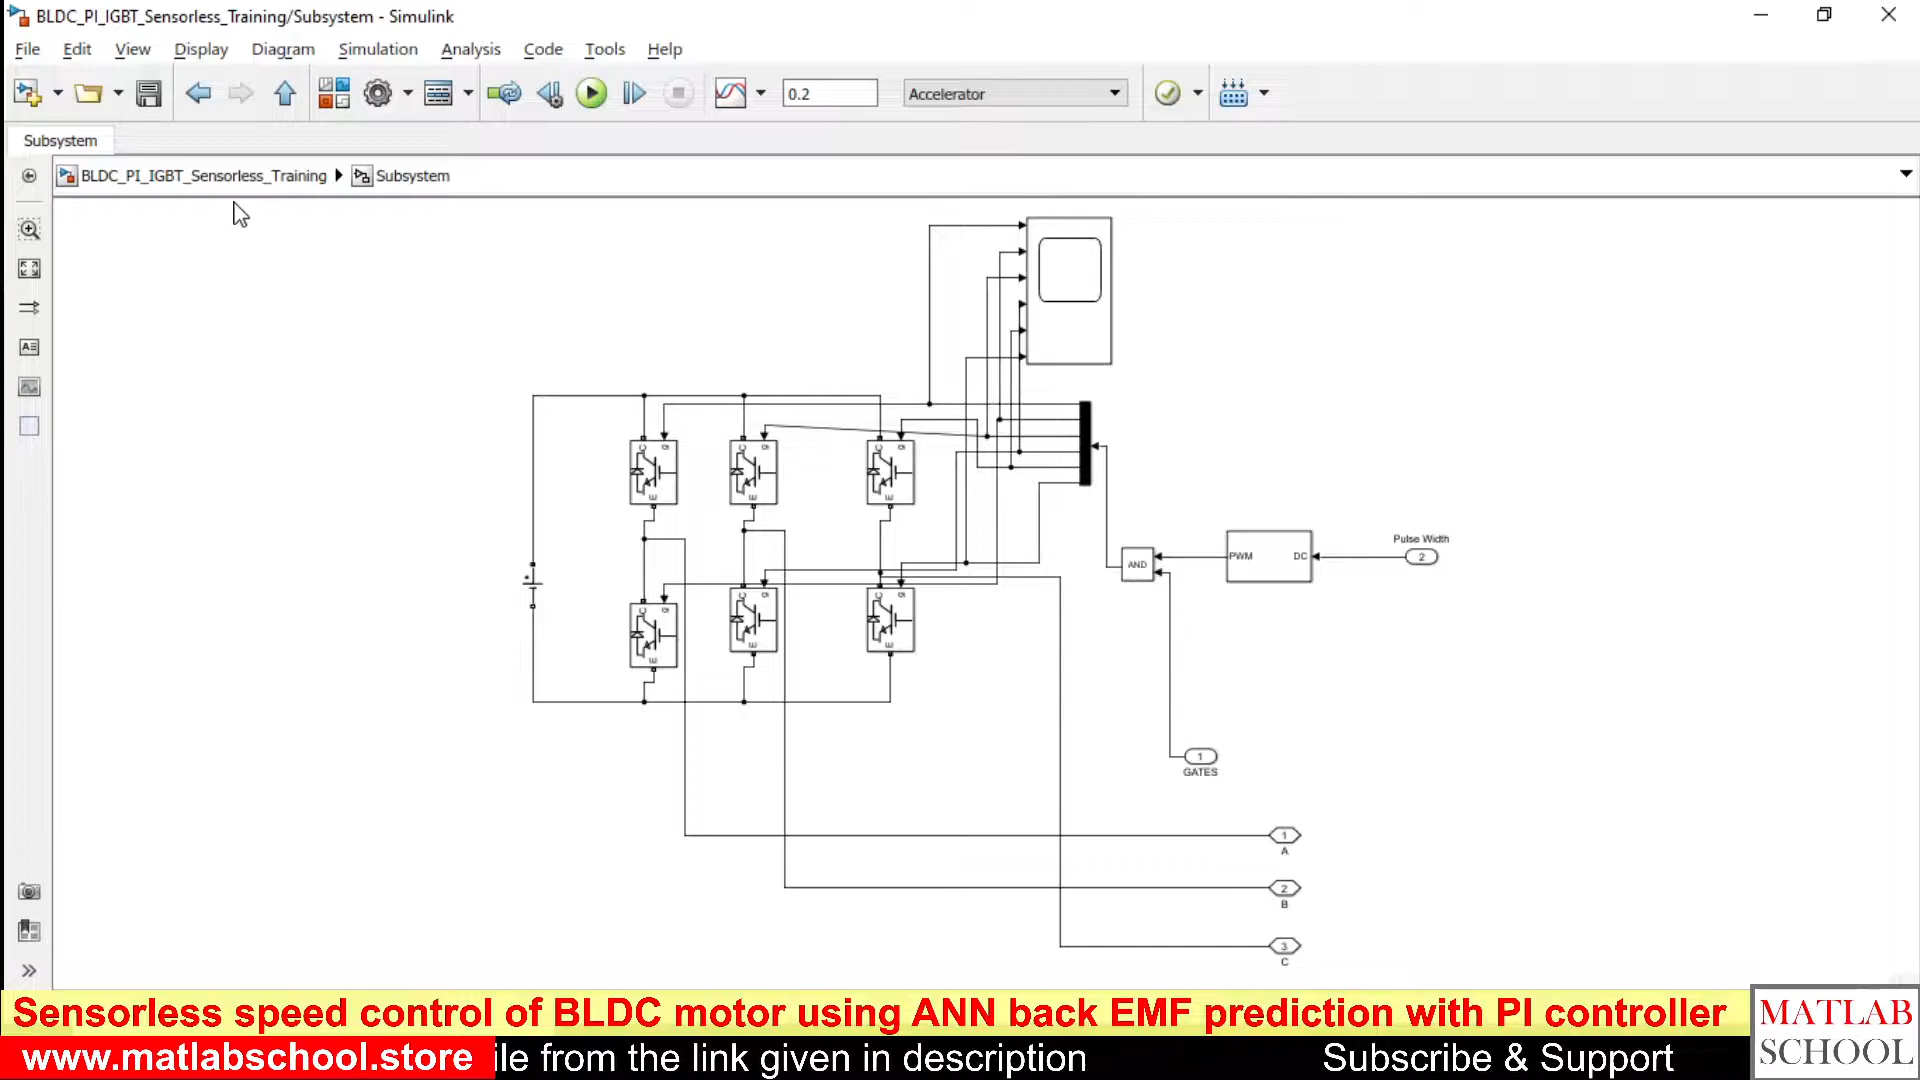 BLDC_PI_IGBT_Sensorless_Training/Subsystem - Simulink
File Edit View Display Diagram Simulation Analysis Code Tools Help
0.2 Accelerator
Subsystem
BLDC_PI_IGBT_Sensorless_Training Subsystem
C g C g C g
E E E
Pulse Width
PWM DC 2
AND
C g C g C g
E E E
1
GATES
1
A
2
B
3
C
Sensorless speed control of BLDC motor using ANN back EMF prediction with PI controller
www.matlabschool.store ile from the link given in description Subscribe & Support
MATLAB
SCHOOL